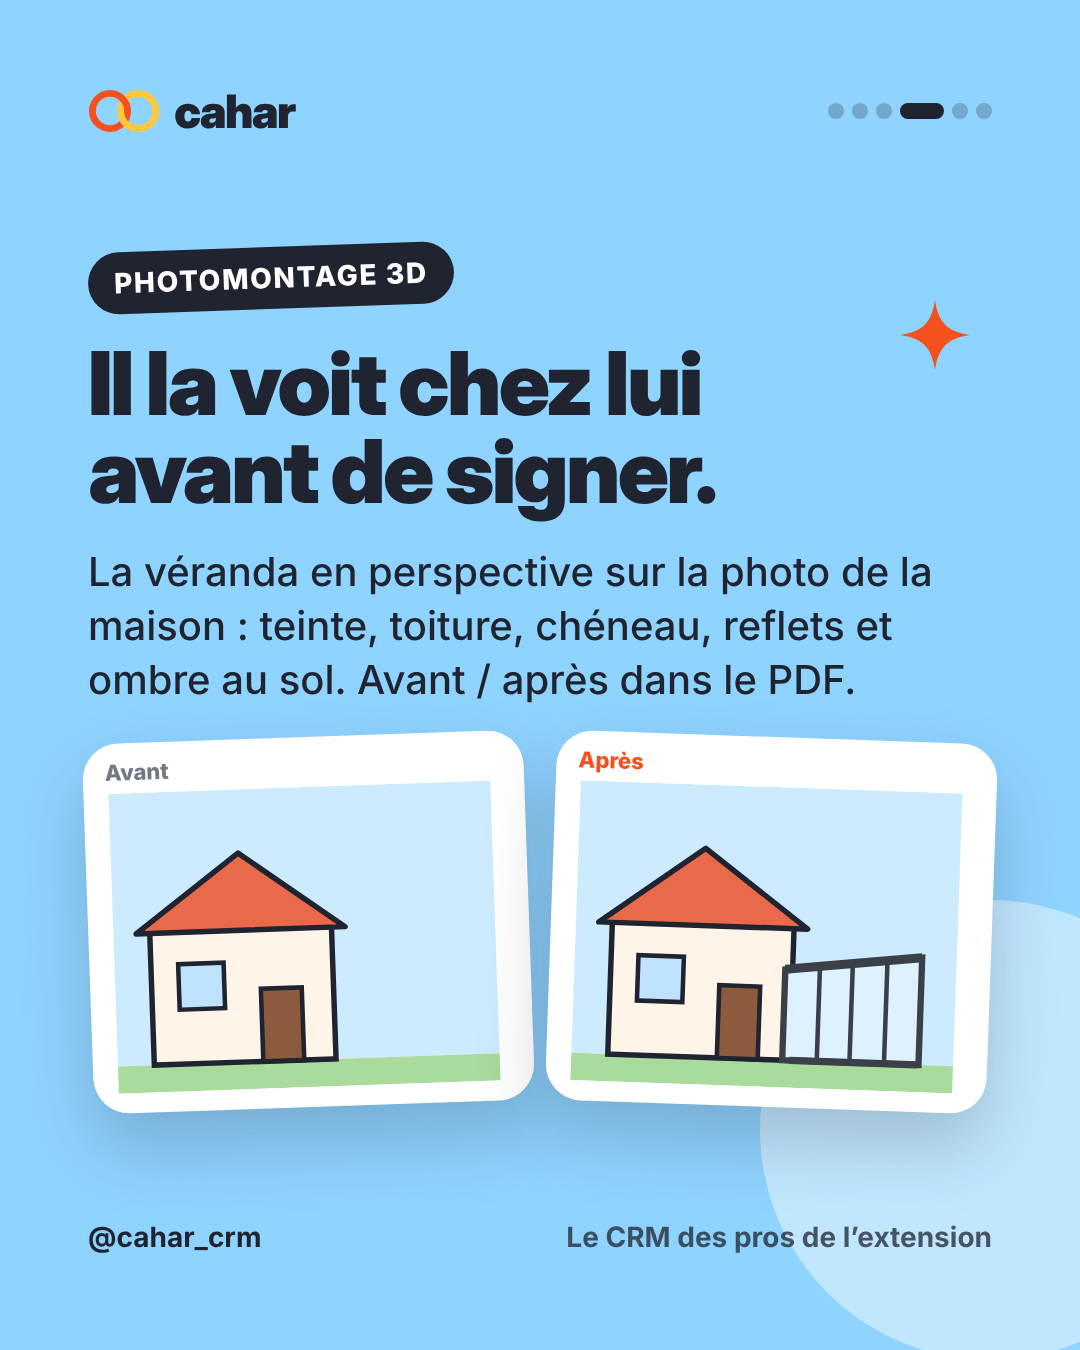 cahar
PHOTOMONTAGE 3D
Il la voit chez lui
avant de signer.
La véranda en perspective sur la photo de la
maison : teinte, toiture, chéneau, reflets et
ombre au sol. Avant / après dans le PDF.
Avant
Après
@cahar_crm
Le CRM des pros de l’extension